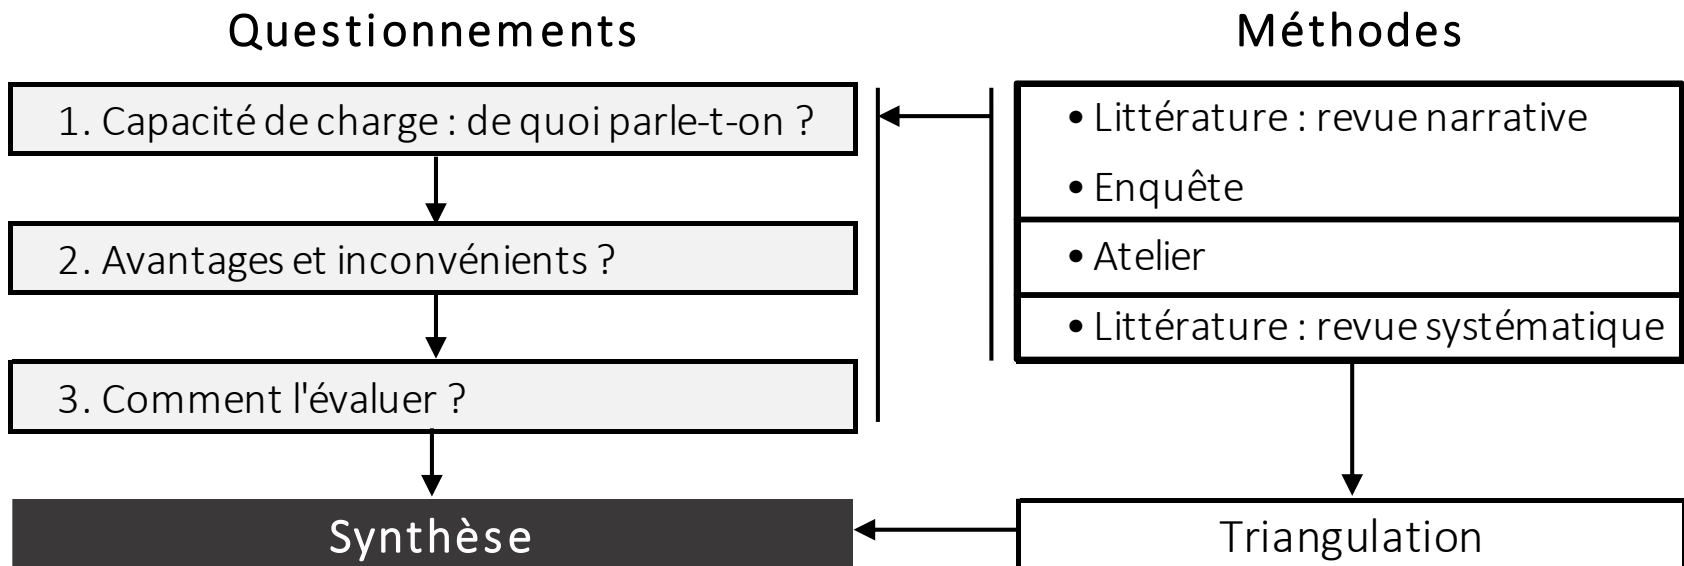 Questionnements
1. Capacité de charge : de quoi parle-t-on ?
2. Avantages et inconvénients ?
3. Comment l'évaluer ?
Synthèse
Méthodes
• Littérature : revue narrative
• Enquête
• Atelier
• Littérature : revue systématique
Triangulation